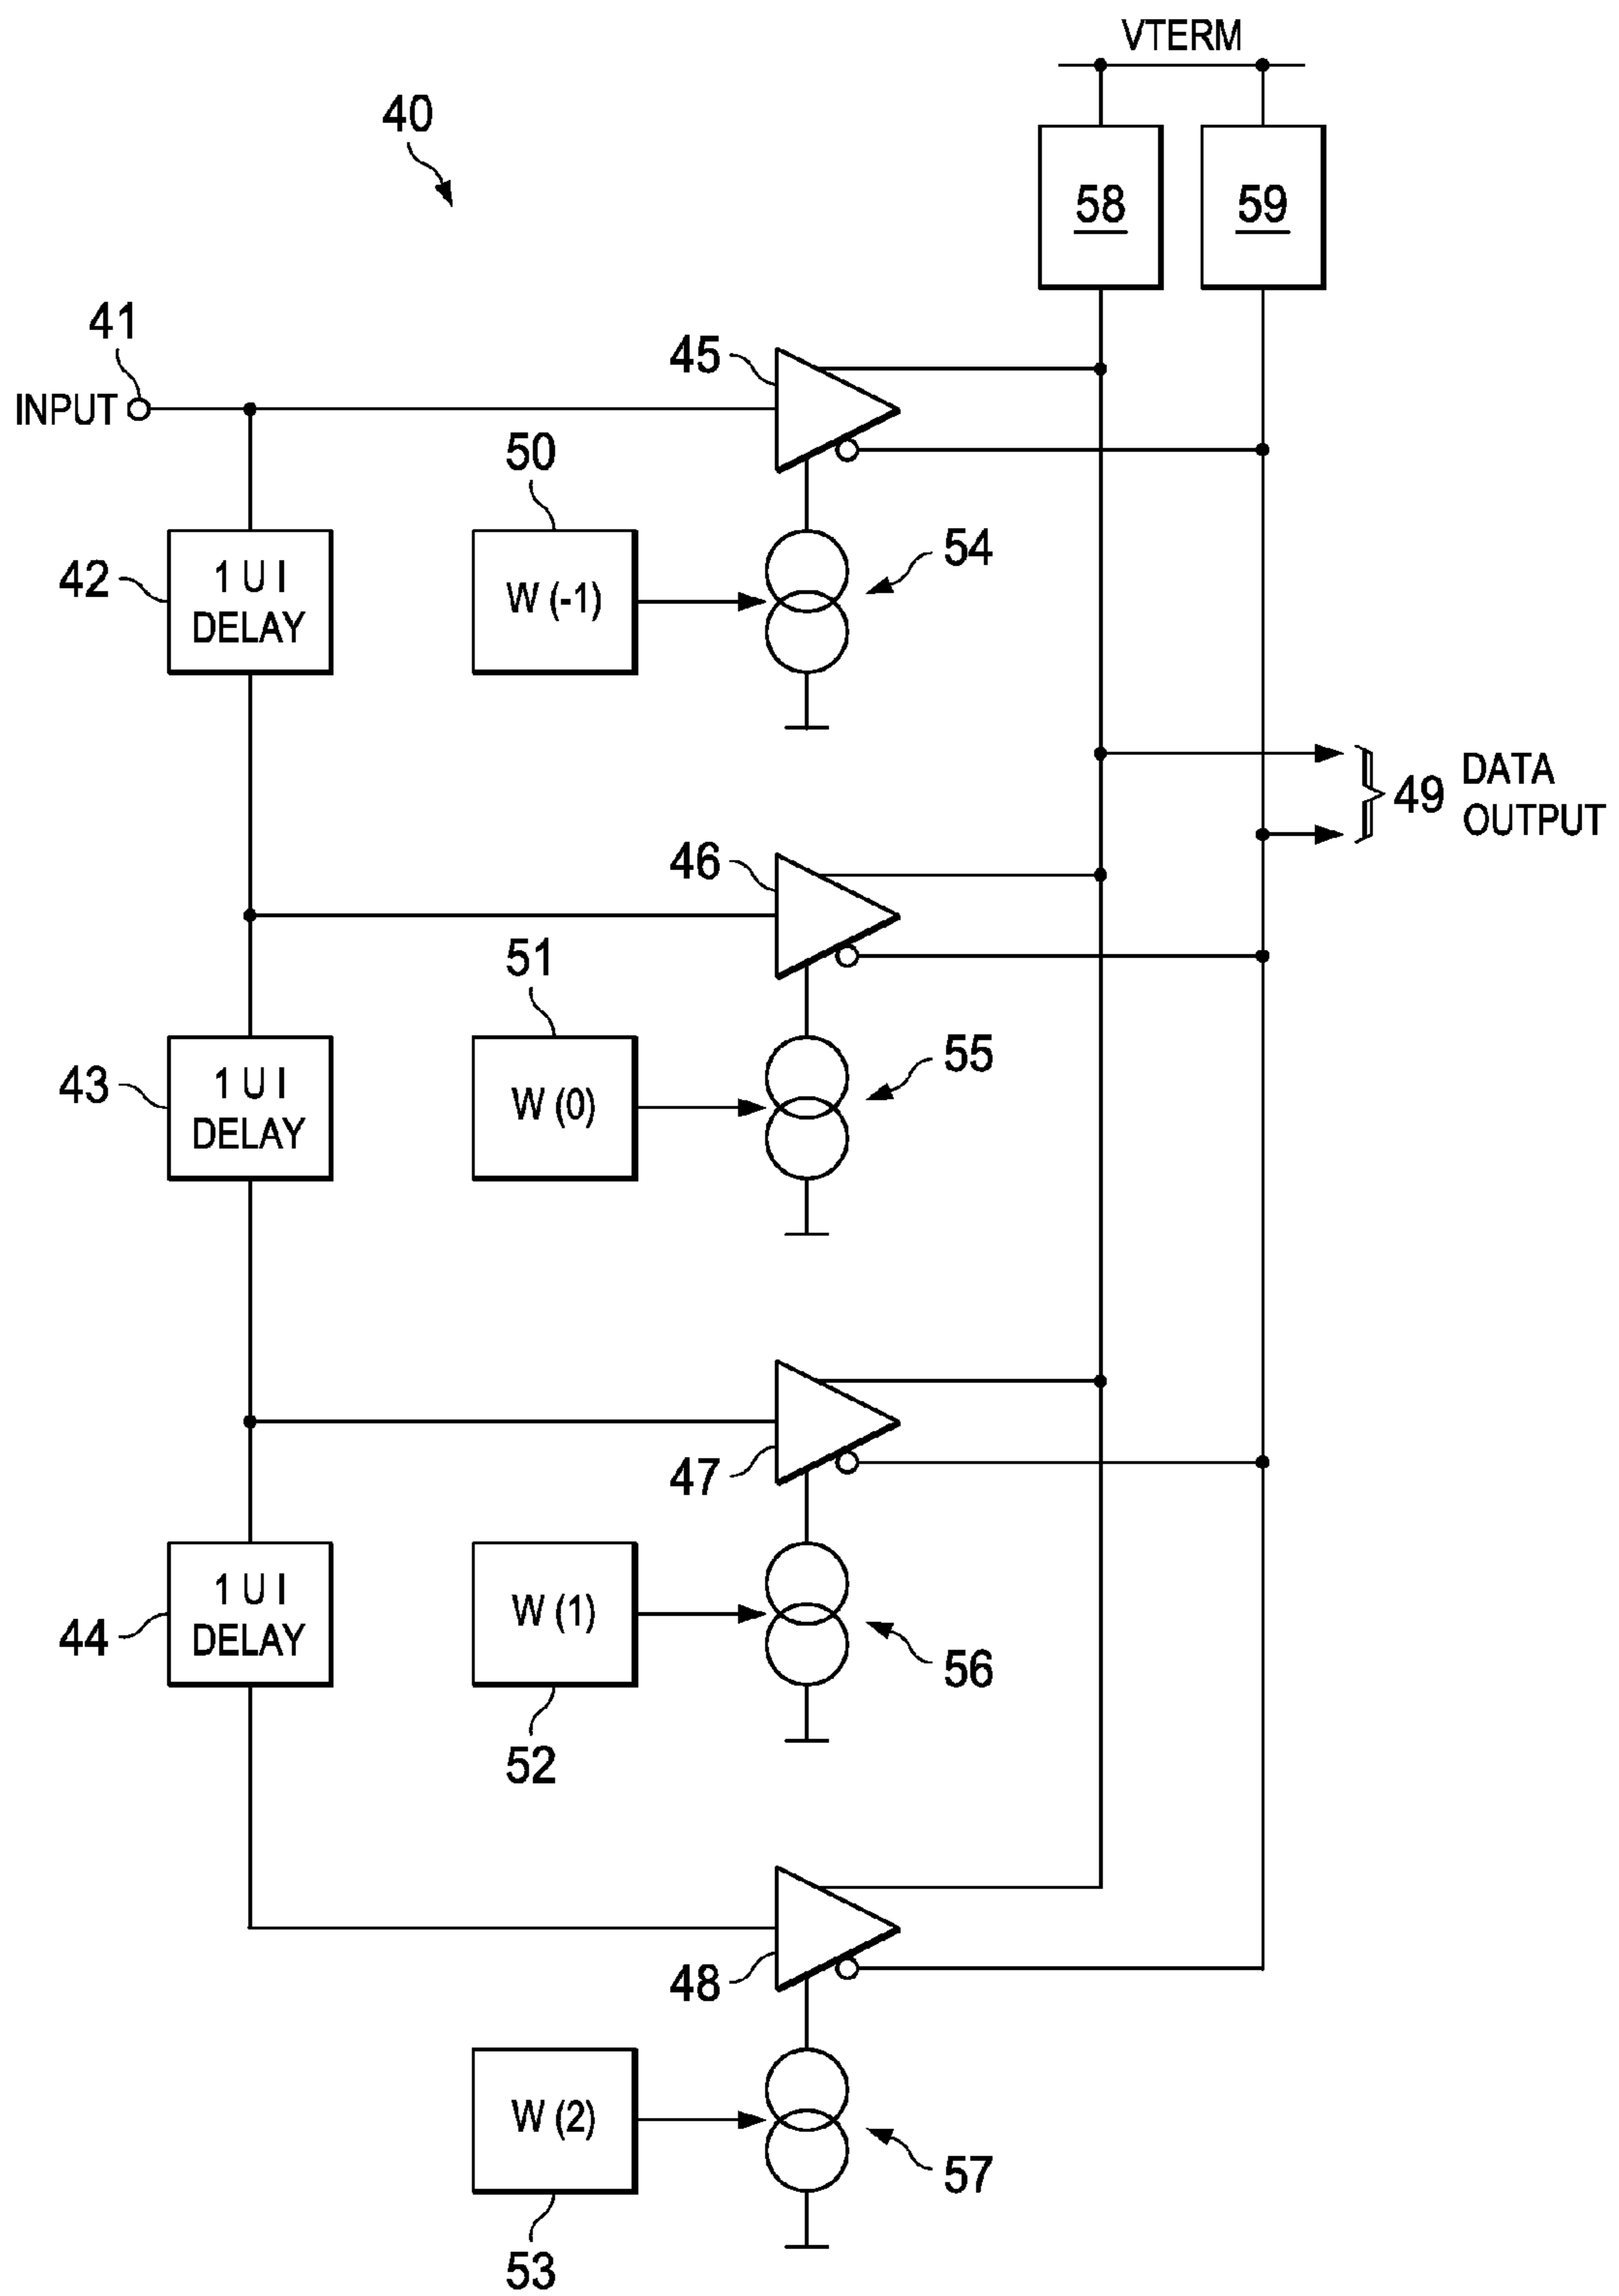 VTERM
40
58
59
41
INPUT
45
50
42
1 U I
DELAY
W (-1)
54
49
DATA
OUTPUT
46
51
43
1 U I
DELAY
W (0)
55
47
44
1 U I
DELAY
W (1)
56
52
48
W (2)
57
53